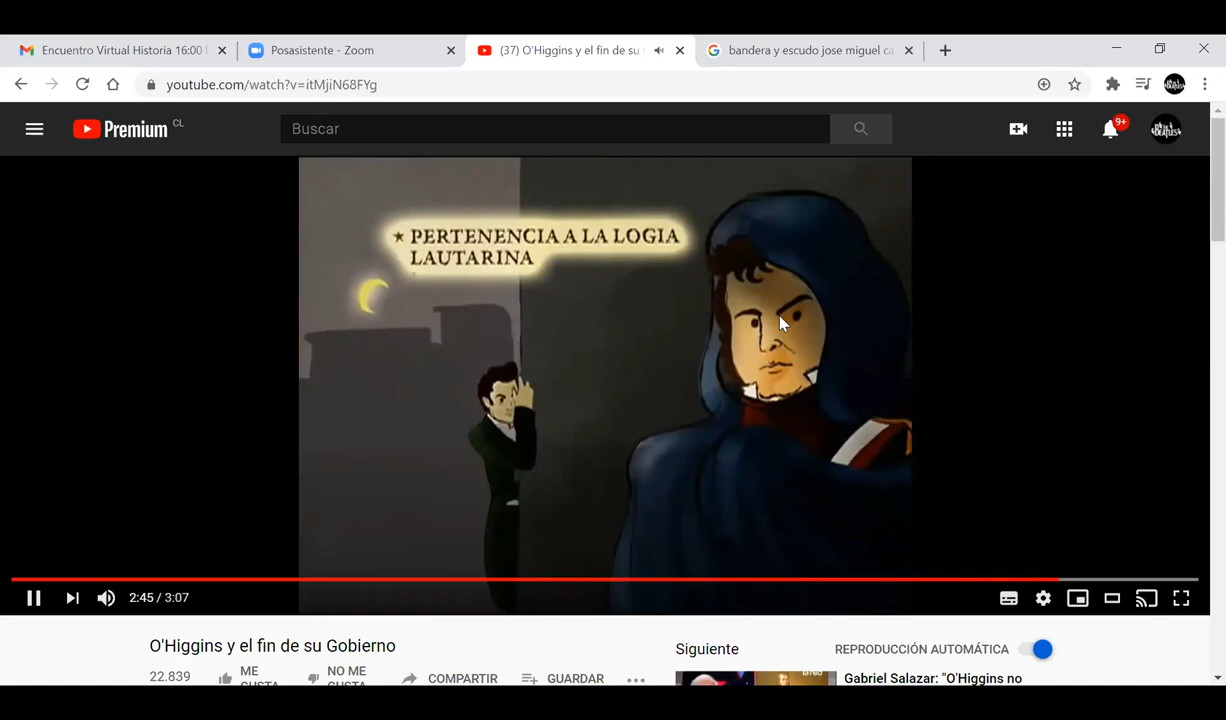 Encuentro Virtual Historia 16:00
Posasistente - Zoom
(37) O'Higgins y el fin de su
bandera y escudo jose miguel ca
youtube.com/watch?v=itMjiN68FYg
Premium CL
Buscar
9+
★ PERTENENCIA A LA LOGIA
LAUTARINA
2:45 / 3:07
O'Higgins y el fin de su Gobierno
Siguiente
REPRODUCCIÓN AUTOMÁTICA
22.839
ME
GUSTA
NO ME
GUSTA
COMPARTIR
GUARDAR
Gabriel Salazar: "O'Higgins no